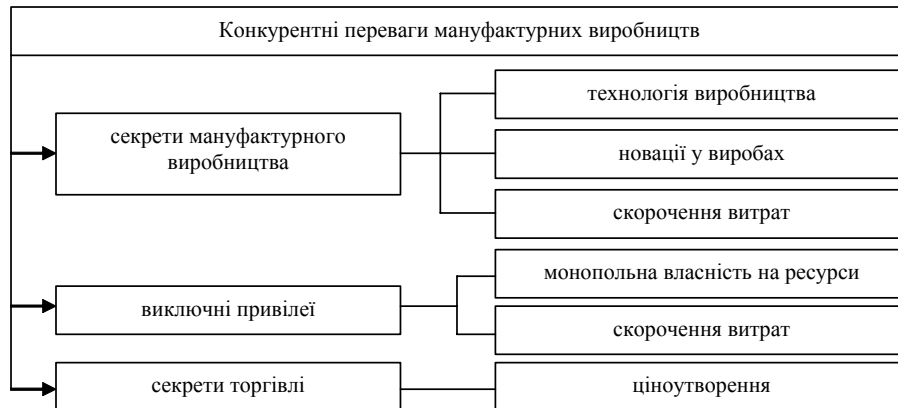 Конкурентні переваги мануфактурних виробництв
секрети мануфактурного
виробництва
технологія виробництва
новації у виробах
скорочення витрат
виключні привілеї
монопольна власність на ресурси
скорочення витрат
секрети торгівлі
ціноутворення